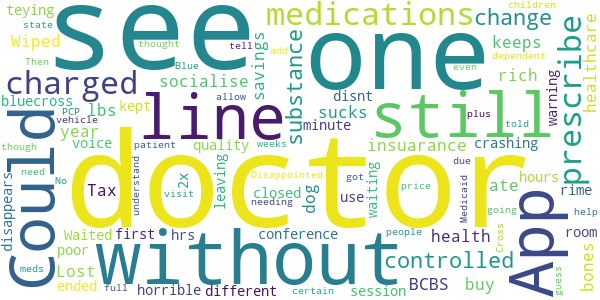 teying
state
Wiped
Then
thought
see
tell
Blue
add
one
even
medications
change
keeps
children
dependent
healthcare
prescribe
charged
socialise
savings
substance
rich
bluecross
PCP
kept
lbs
vehicle
allow
plus
line
sucks
disnt
still
told
warning
year
patient
minute
though
voice
quality
weeks
insuarance
crashing
Could
need
Tax
No
understand
2x
visit
leaving
Disappointed
closed
dog
waiting
doctor
got
ate
due
hours
disappears
Waited
first
hrs
without
needing
use
price
Medicaid
App
going
rime
help
conference
people
health
Cross
room
bones
poor
Lost
controlled
meds
ended
full
horrible
different
certain
session
BCBS
buy
guess